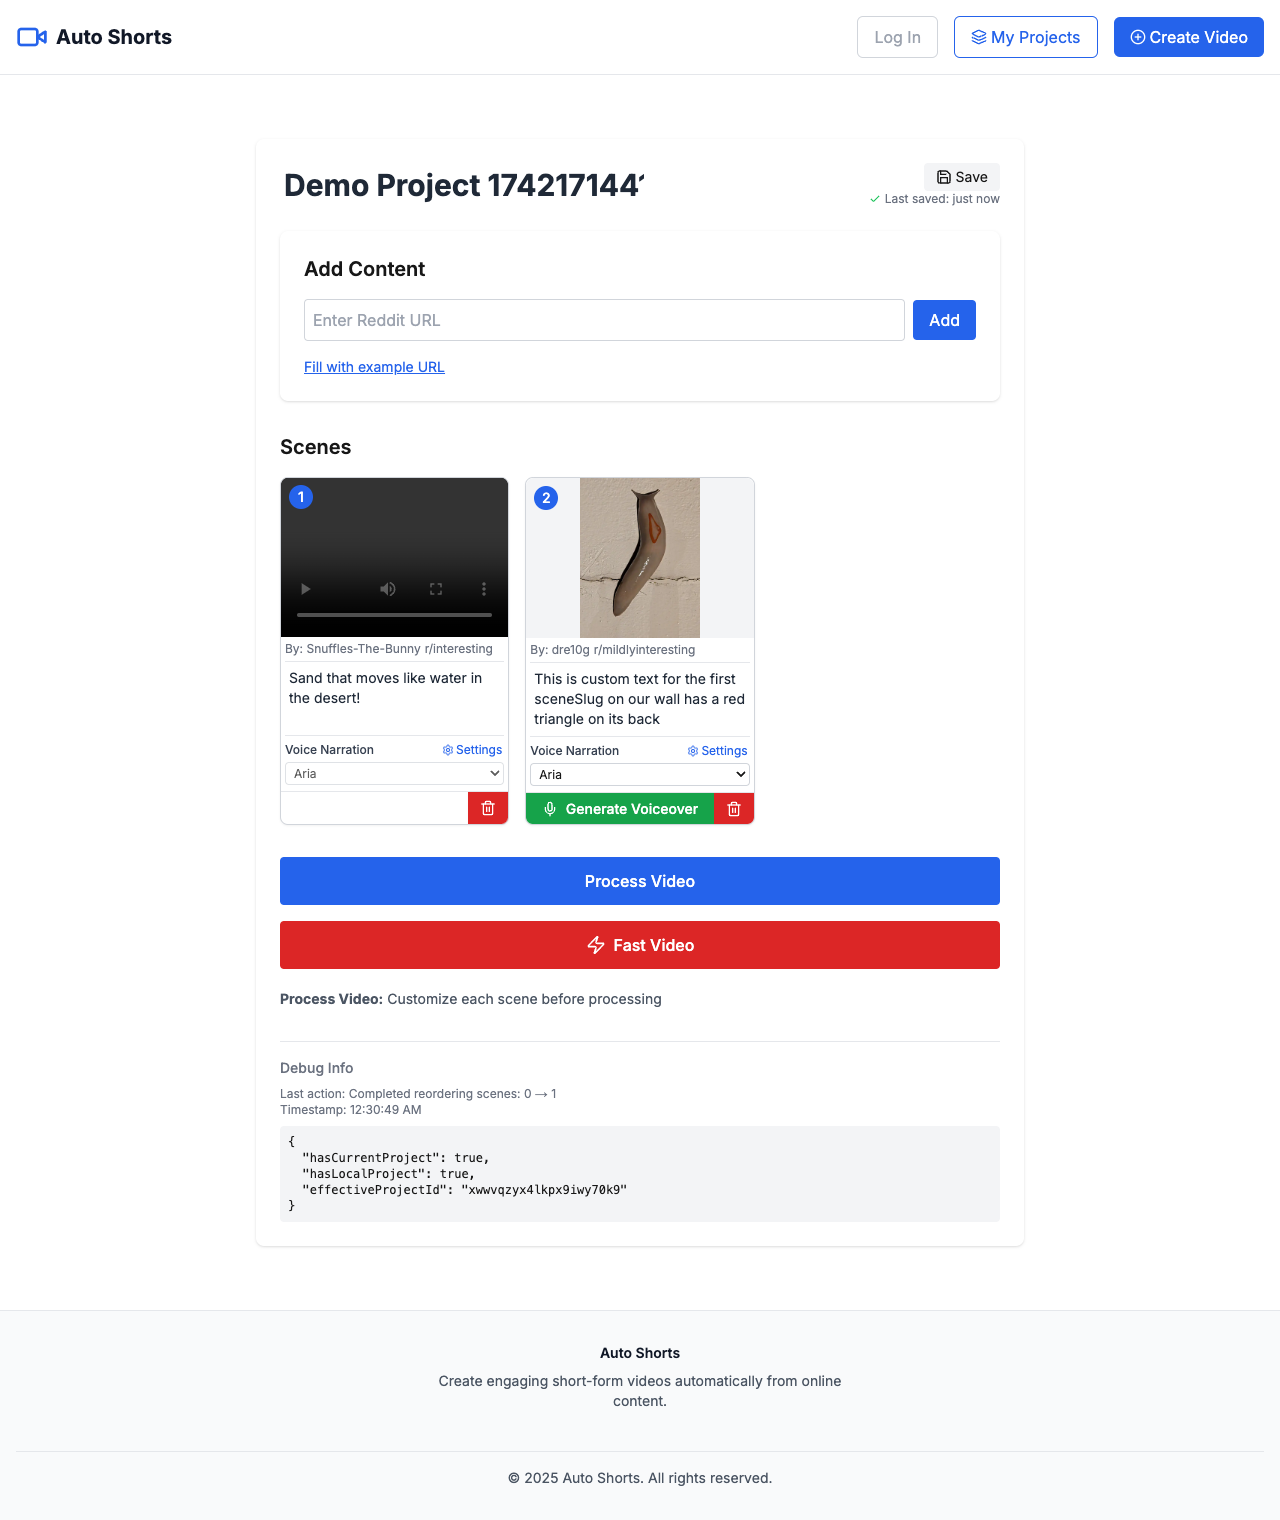 Auto Shorts
Log In
My Projects
Create Video
Demo Project 174217144
Save
Last saved: just now
Add Content
Enter Reddit URL
Add
Fill with example URL
Scenes
1
By: Snuffles-The-Bunny r/interesting
Sand that moves like water in
the desert!
Voice Narration
Settings
Aria
2
By: dre10g r/mildlyinteresting
This is custom text for the first
sceneSlug on our wall has a red
triangle on its back
Voice Narration
Settings
Aria
Generate Voiceover
Process Video
Fast Video
Process Video: Customize each scene before processing
Debug Info
Last action: Completed reordering scenes: 0 → 1
Timestamp: 12:30:49 AM
{
  "hasCurrentProject": true,
  "hasLocalProject": true,
  "effectiveProjectId": "xwwvqzyx4lkpx9iwy70k9"
}
Auto Shorts
Create engaging short-form videos automatically from online
content.
© 2025 Auto Shorts. All rights reserved.